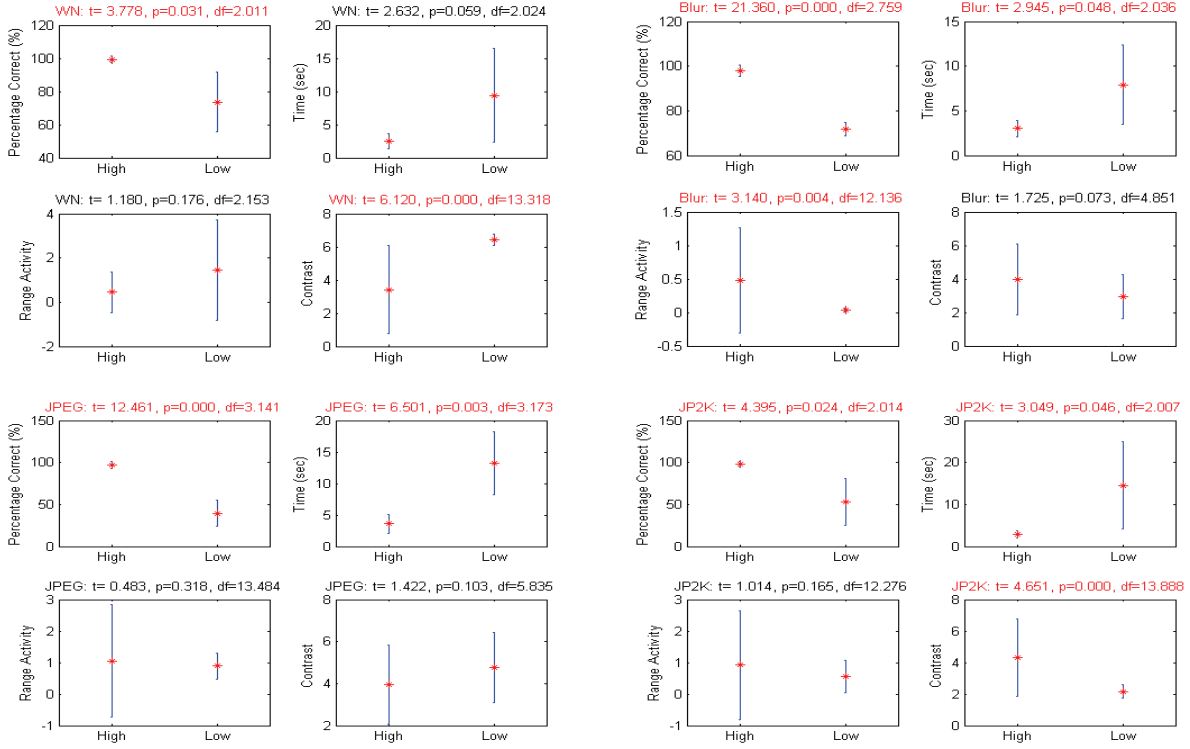 WN: t= 3.778, p=0.031, df=2.011
Percentage Correct (%)
120
100
80
60
40
High Low
WN: t= 2.632, p=0.059, df=2.024
Time (sec)
20
15
10
5
0
High Low
Blur: t= 21.360, p=0.000, df=2.759
Percentage Correct (%)
120
100
80
60
High Low
Blur: t= 2.945, p=0.048, df=2.036
Time (sec)
15
10
5
0
High Low
WN: t= 1.180, p=0.176, df=2.153
Range Activity
4
2
0
-2
High Low
WN: t= 6.120, p=0.000, df=13.318
Contrast
8
6
4
2
0
High Low
Blur: t= 3.140, p=0.004, df=12.136
Range Activity
1.5
1
0.5
0
-0.5
High Low
Blur: t= 1.725, p=0.073, df=4.851
Contrast
8
6
4
2
0
High Low
JPEG: t= 12.461, p=0.000, df=3.141
Percentage Correct (%)
150
100
50
0
High Low
JPEG: t= 6.501, p=0.003, df=3.173
Time (sec)
20
15
10
5
0
High Low
JP2K: t= 4.395, p=0.024, df=2.014
Percentage Correct (%)
150
100
50
0
High Low
JP2K: t= 3.049, p=0.046, df=2.007
Time (sec)
30
20
10
0
High Low
JPEG: t= 0.483, p=0.318, df=13.484
Range Activity
3
2
1
0
-1
High Low
JPEG: t= 1.422, p=0.103, df=5.835
Contrast
8
6
4
2
High Low
JP2K: t= 1.014, p=0.165, df=12.276
Range Activity
3
2
1
0
-1
High Low
JP2K: t= 4.651, p=0.000, df=13.888
Contrast
8
6
4
2
0
High Low